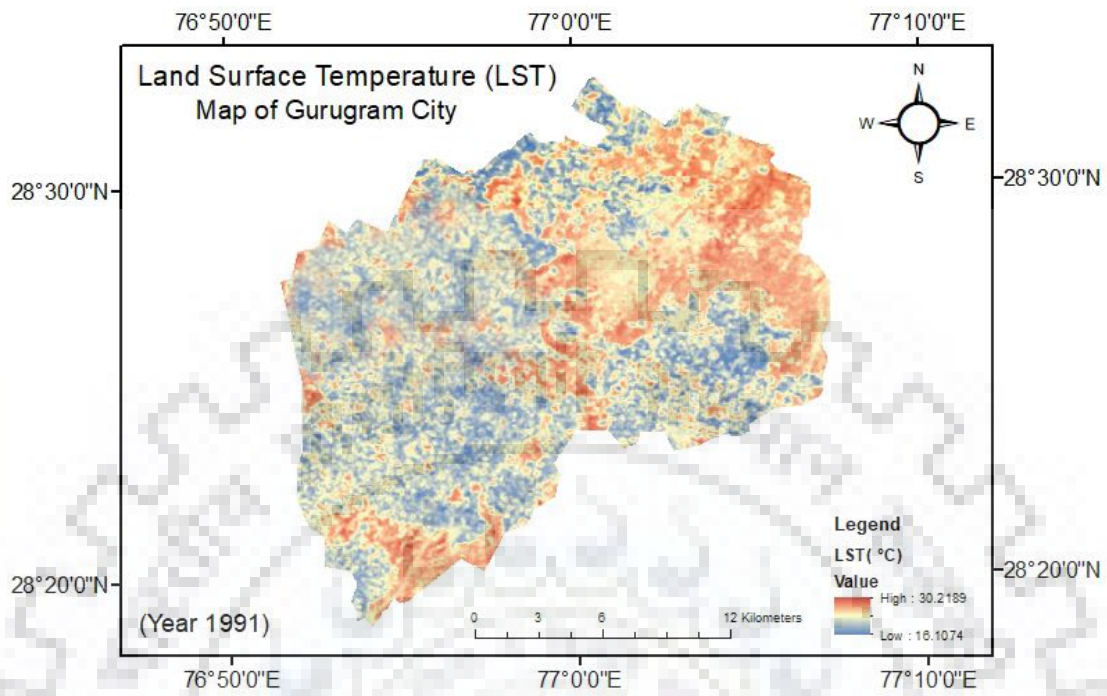 76°50'0"E 77°0'0"E 77°10'0"E
Land Surface Temperature (LST)
Map of Gurugram City
N
W E
S
28°30'0"N 28°30'0"N
Legend
LST( °C)
Value
High : 30.2189
Low : 16.1074
28°20'0"N 28°20'0"N
(Year 1991)
0 3 6 12 Kilometers
76°50'0"E 77°0'0"E 77°10'0"E